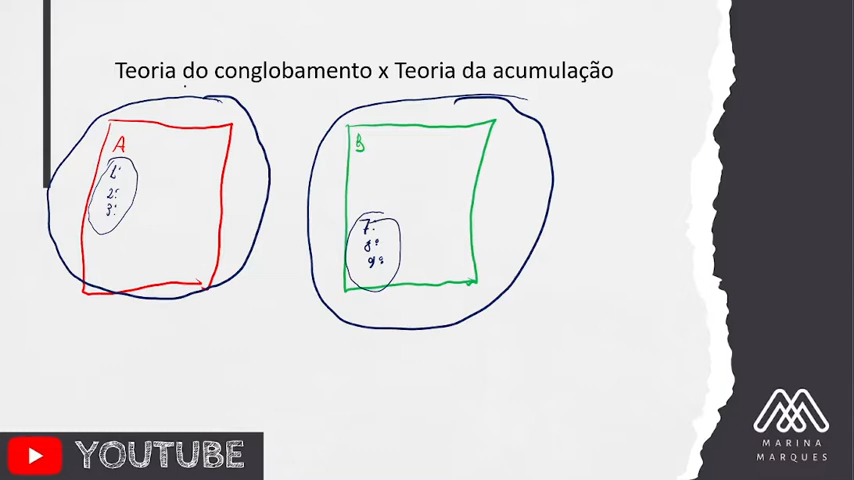 Teoria do conglobamento x Teoria da acumulação
A
1º
2º
3º
B
7º
8º
9º
YOUTUBE
MARINA
MARQUES